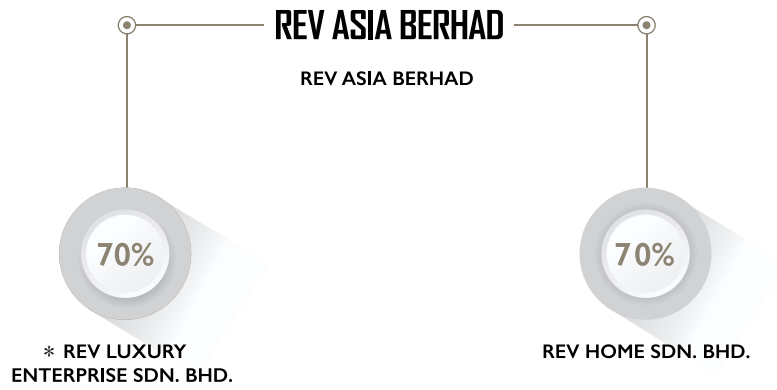 REV ASIA BERHAD
REV ASIA BERHAD
70%
70%
* REV LUXURY
ENTERPRISE SDN. BHD.
REV HOME SDN. BHD.